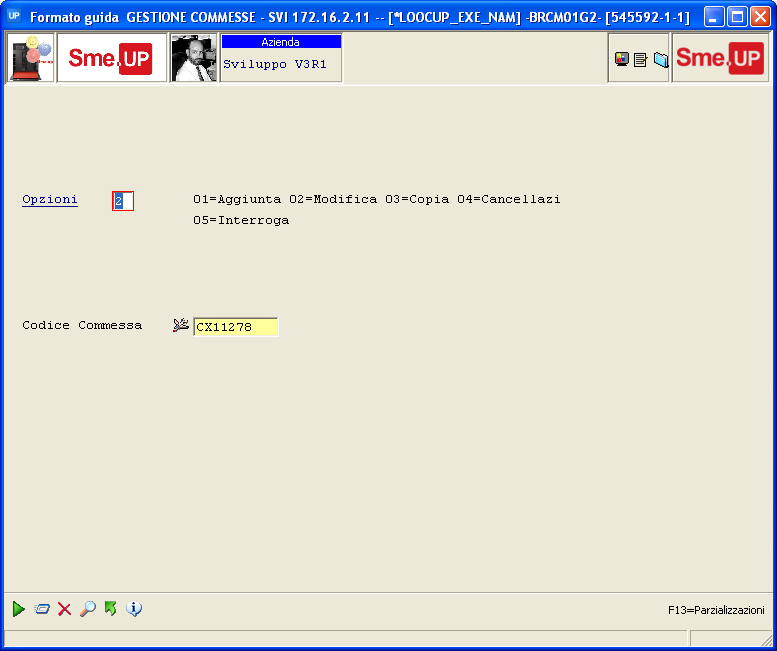 UP Formato guida GESTIONE COMMESSE - SVI 172.16.2.11 -- [*LOOCUP_EXE_NAM] -BRCM01G2- [545592-1-1]
Sme.UP
Azienda
Sviluppo V3R1
Sme.UP
Opzioni 2 01=Aggiunta 02=Modifica 03=Copia 04=Cancellazi
05=Interroga
Codice Commessa CX11278
F13=Parzializzazioni